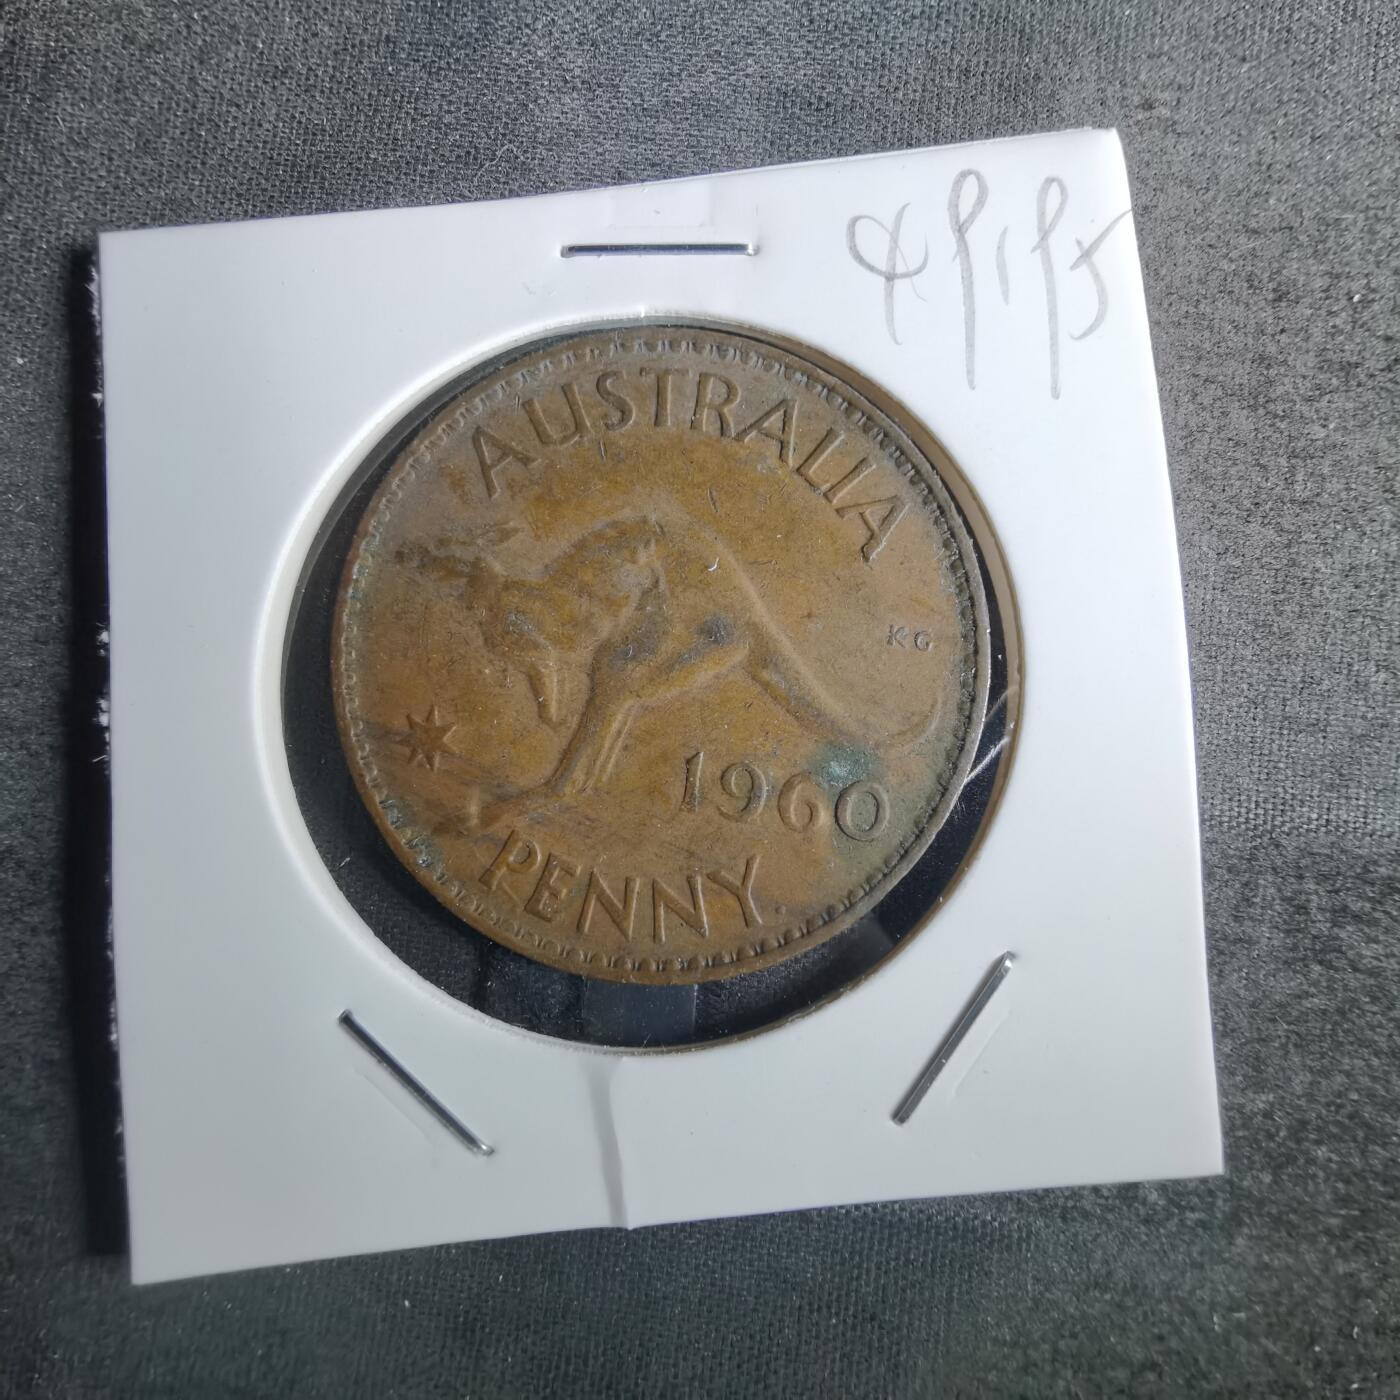 AUSTRALIA
KG
1960
PENNY.